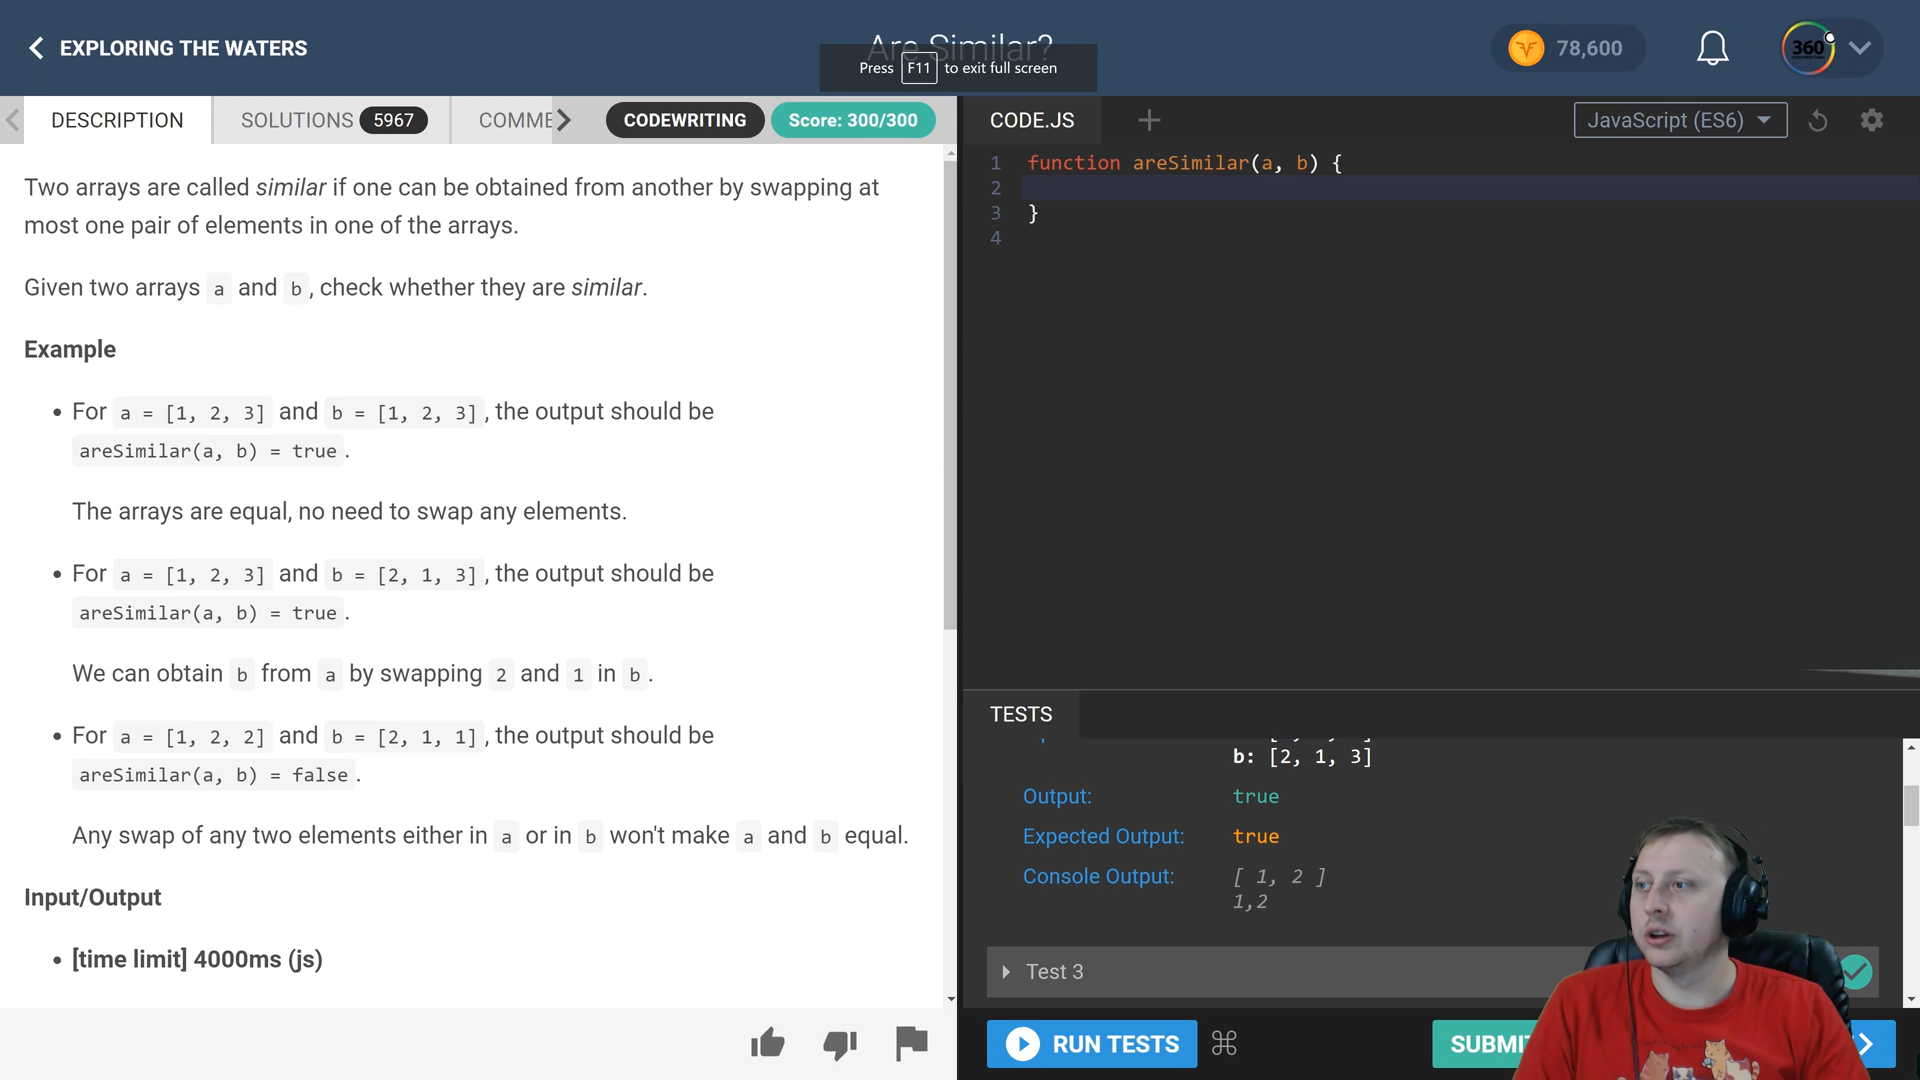 EXPLORING THE WATERS
Are Similar?
Press F11 to exit full screen
78,600
360
DESCRIPTION
SOLUTIONS 5967
COMME
CODEWRITING
Score: 300/300
Two arrays are called similar if one can be obtained from another by swapping at
most one pair of elements in one of the arrays.
Given two arrays a and b, check whether they are similar.
Example
• For a = [1, 2, 3] and b = [1, 2, 3], the output should be
areSimilar(a, b) = true.
The arrays are equal, no need to swap any elements.
• For a = [1, 2, 3] and b = [2, 1, 3], the output should be
areSimilar(a, b) = true.
We can obtain b from a by swapping 2 and 1 in b.
• For a = [1, 2, 2] and b = [2, 1, 1], the output should be
areSimilar(a, b) = false.
Any swap of any two elements either in a or in b won't make a and b equal.
Input/Output
• [time limit] 4000ms (js)
CODE.JS
JavaScript (ES6)
1 function areSimilar(a, b) {
2
3 }
4
TESTS
b: [2, 1, 3]
Output: true
Expected Output: true
Console Output: [ 1, 2 ]
1,2
Test 3
RUN TESTS
SUBMI